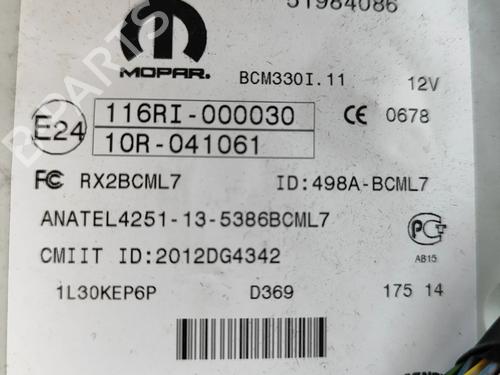 51984086
MOPAR.
BCM330I.11
12V
E24
116RI-000030
10R-041061
CE 0678
FC RX2BCML7
ID:498A-BCML7
ANATEL4251-13-5386BCML7
CMIIT ID:2012DG4342
AB15
1L30KEP6P
D369
175 14